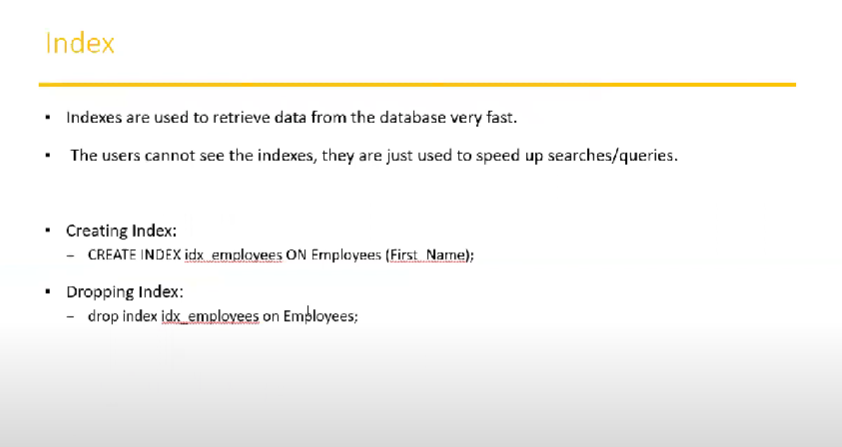 Index
▪ Indexes are used to retrieve data from the database very fast.
▪ The users cannot see the indexes, they are just used to speed up searches/queries.
▪ Creating Index:
– CREATE INDEX idx_employees ON Employees (First_Name);
▪ Dropping Index:
– drop index idx_employees on Employees;